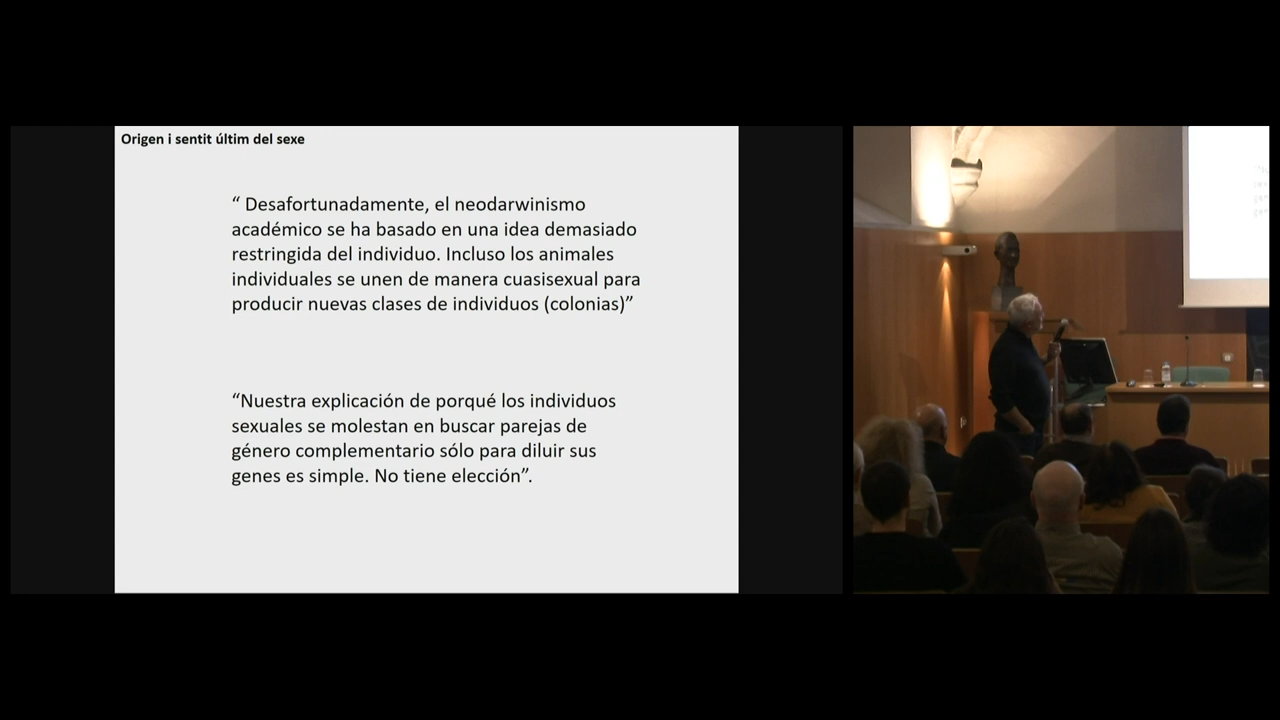 Origen i sentit últim del sexe
“ Desafortunadamente, el neodarwinismo
académico se ha basado en una idea demasiado
restringida del individuo. Incluso los animales
individuales se unen de manera cuasisexual para
producir nuevas clases de individuos (colonias)”
“Nuestra explicación de porqué los individuos
sexuales se molestan en buscar parejas de
género complementario sólo para diluir sus
genes es simple. No tiene elección”.